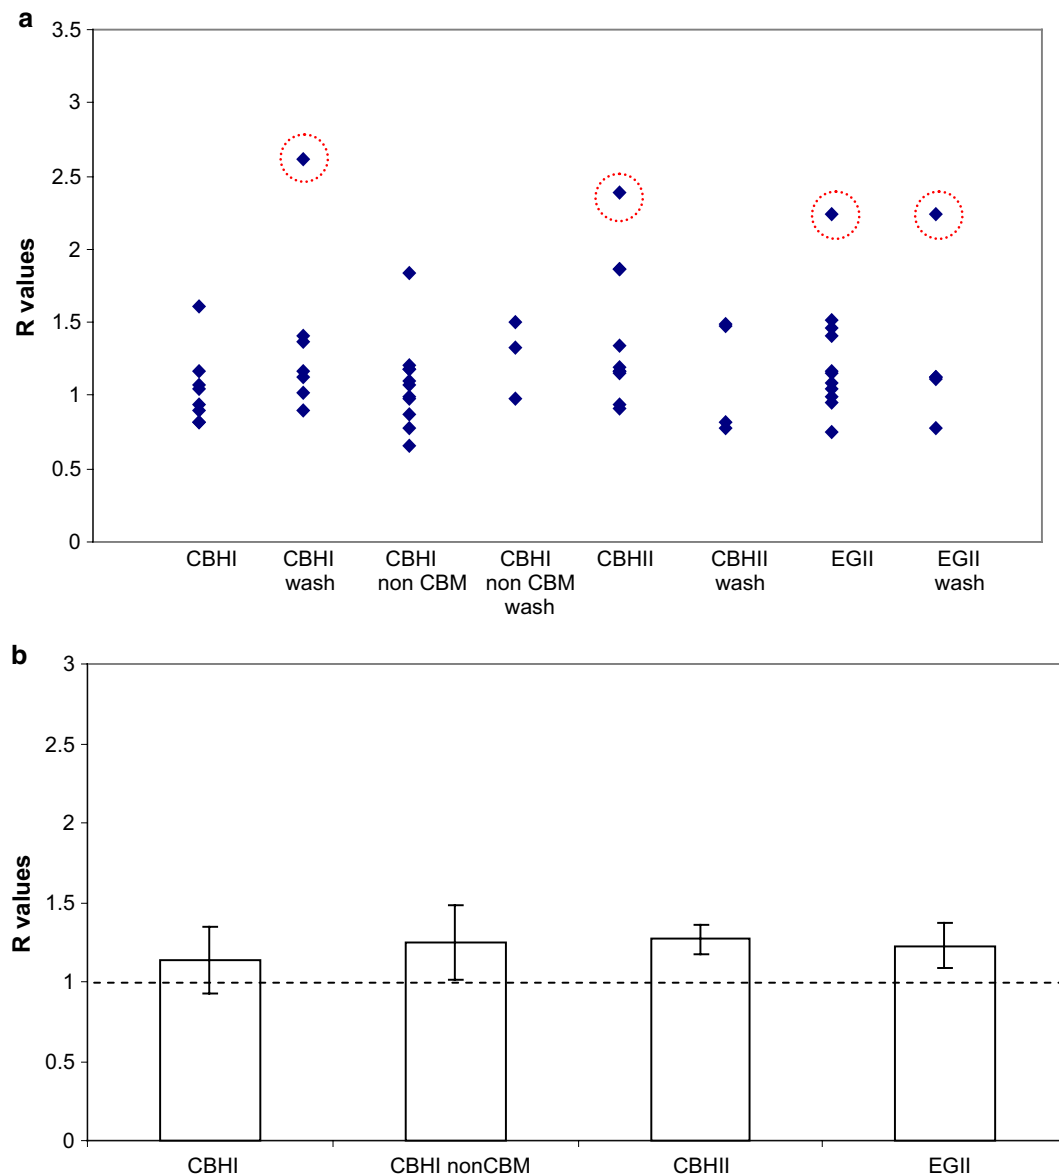 a
3.5
3
2.5
2
1.5
1
0.5
0
R values
CBHI
CBHI
wash
CBHI
non CBM
CBHI
non CBM
wash
CBHII
CBHII
wash
EGII
EGII
wash
b
3
2.5
2
1.5
1
0.5
0
R values
CBHI
CBHI nonCBM
CBHII
EGII